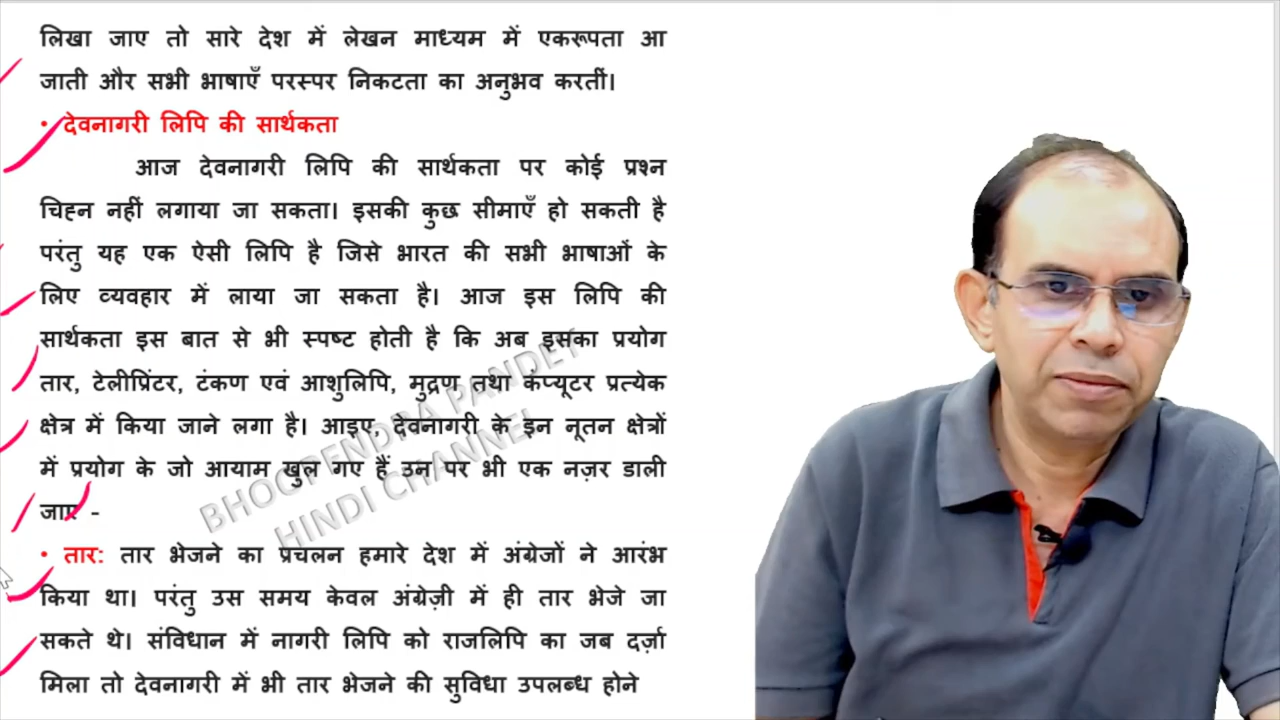 लिखा जाए तो सारे देश में लेखन माध्यम में एकरूपता आ
जाती और सभी भाषाएँ परस्पर निकटता का अनुभव करतीं।
• देवनागरी लिपि की सार्थकता
आज देवनागरी लिपि की सार्थकता पर कोई प्रश्न
चिह्न नहीं लगाया जा सकता। इसकी कुछ सीमाएँ हो सकती है
परंतु यह एक ऐसी लिपि है जिसे भारत की सभी भाषाओं के
लिए व्यवहार में लाया जा सकता है। आज इस लिपि की
सार्थकता इस बात से भी स्पष्ट होती है कि अब इसका प्रयोग
तार, टेलीप्रिंटर, टंकण एवं आशुलिपि, मुद्रण तथा कंप्यूटर प्रत्येक
क्षेत्र में किया जाने लगा है। आइए, देवनागरी के इन नूतन क्षेत्रों
में प्रयोग के जो आयाम खुल गए हैं उन पर भी एक नज़र डाली
जाए -
• तार: तार भेजने का प्रचलन हमारे देश में अंग्रेजों ने आरंभ
किया था। परंतु उस समय केवल अंग्रेज़ी में ही तार भेजे जा
सकते थे। संविधान में नागरी लिपि को राजलिपि का जब दर्ज़ा
मिला तो देवनागरी में भी तार भेजने की सुविधा उपलब्ध होने
BHOOPENDRA PANDEY
HINDI CHANNEL